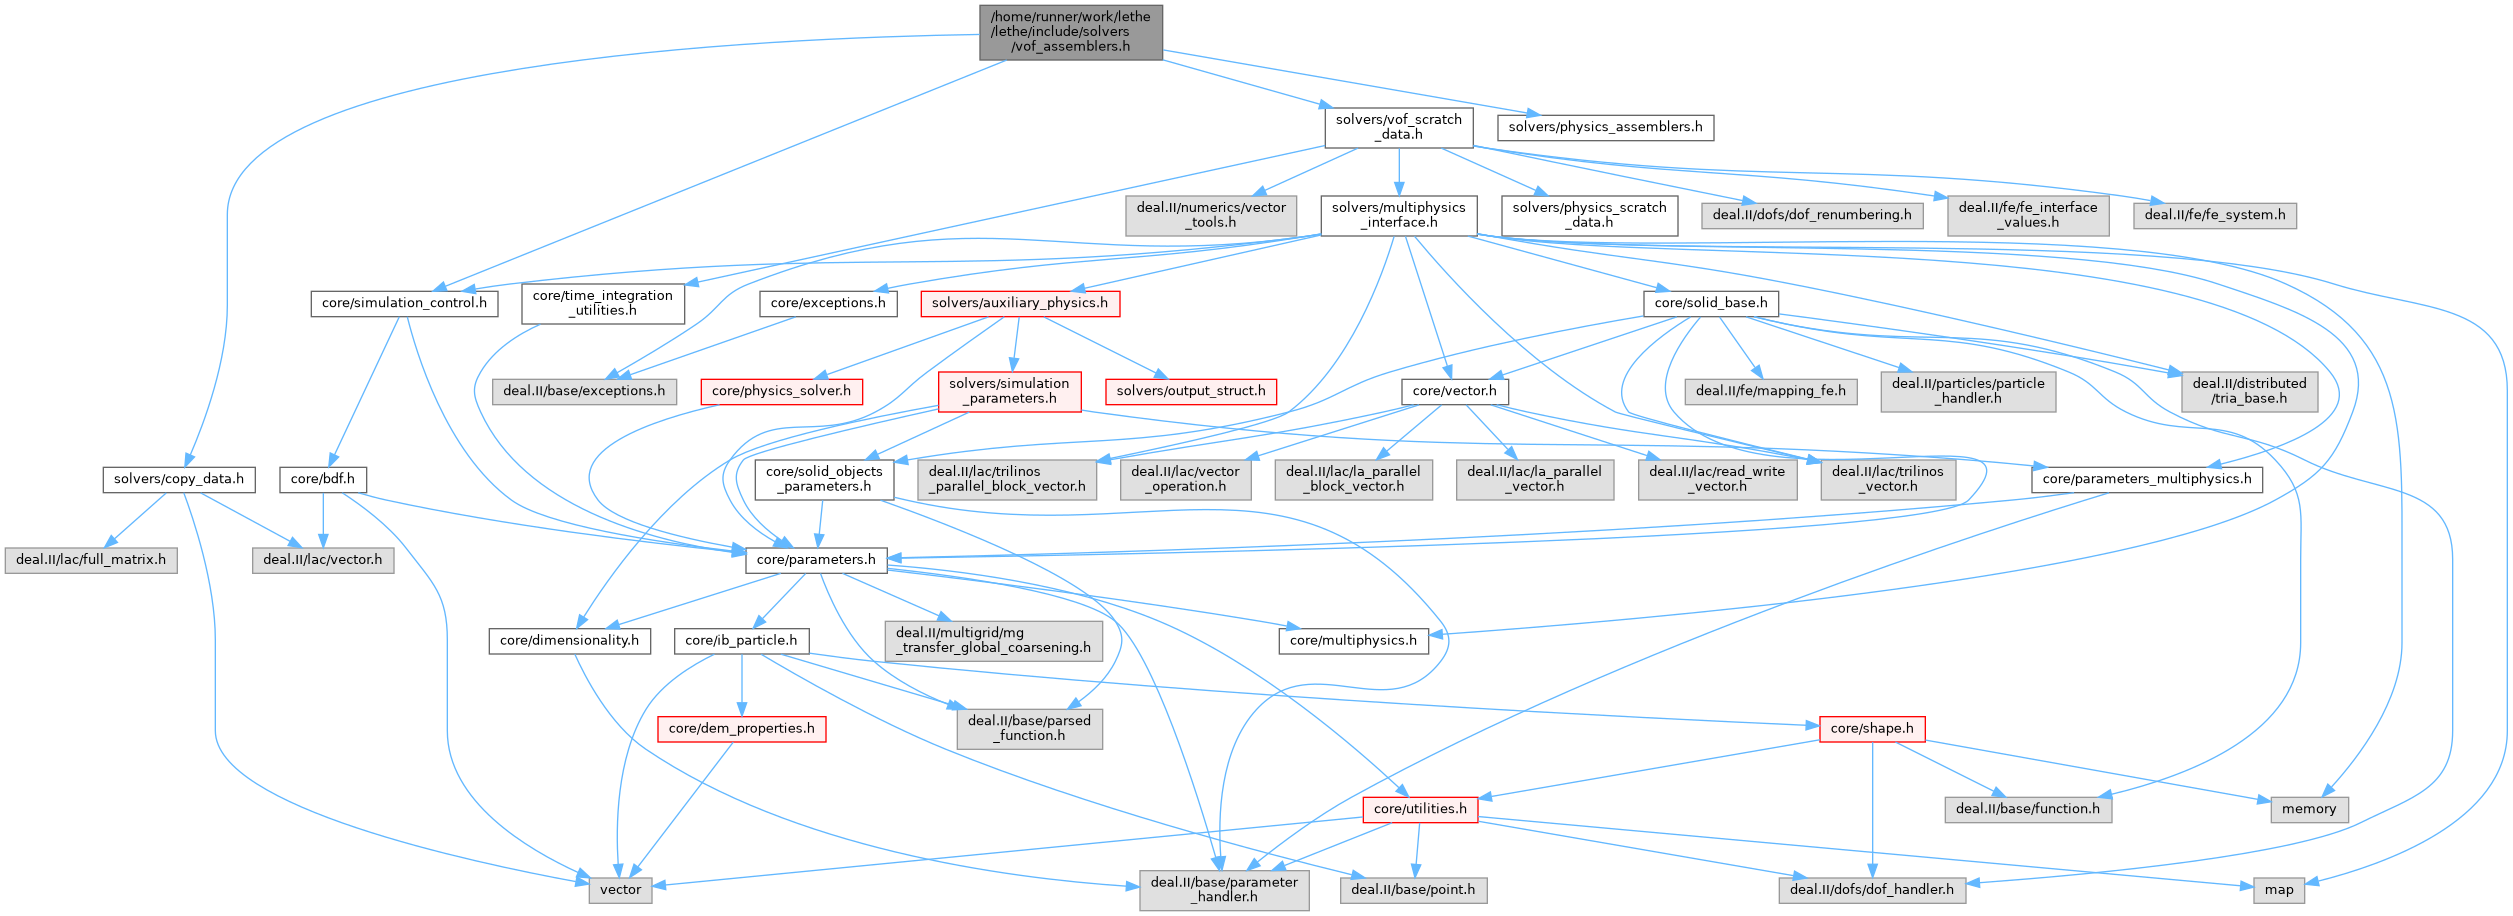 /home/runner/work/lethe
/lethe/include/solvers
/vof_assemblers.h
solvers/vof_scratch
_data.h
solvers/physics_assemblers.h
deal.II/numerics/vector
_tools.h
solvers/multiphysics
_interface.h
solvers/physics_scratch
_data.h
deal.II/dofs/dof_renumbering.h
deal.II/fe/fe_interface
_values.h
deal.II/fe/fe_system.h
core/simulation_control.h
core/time_integration
_utilities.h
core/exceptions.h
solvers/auxiliary_physics.h
core/solid_base.h
deal.II/base/exceptions.h
core/physics_solver.h
solvers/simulation
_parameters.h
solvers/output_struct.h
core/vector.h
deal.II/fe/mapping_fe.h
deal.II/particles/particle
_handler.h
deal.II/distributed
/tria_base.h
solvers/copy_data.h
core/bdf.h
core/solid_objects
_parameters.h
deal.II/lac/trilinos
_parallel_block_vector.h
deal.II/lac/vector
_operation.h
deal.II/lac/la_parallel
_block_vector.h
deal.II/lac/la_parallel
_vector.h
deal.II/lac/read_write
_vector.h
deal.II/lac/trilinos
_vector.h
core/parameters_multiphysics.h
deal.II/lac/full_matrix.h
deal.II/lac/vector.h
core/parameters.h
core/dimensionality.h
core/ib_particle.h
deal.II/multigrid/mg
_transfer_global_coarsening.h
core/multiphysics.h
core/dem_properties.h
deal.II/base/parsed
_function.h
core/shape.h
core/utilities.h
deal.II/base/function.h
memory
vector
deal.II/base/parameter
_handler.h
deal.II/base/point.h
deal.II/dofs/dof_handler.h
map